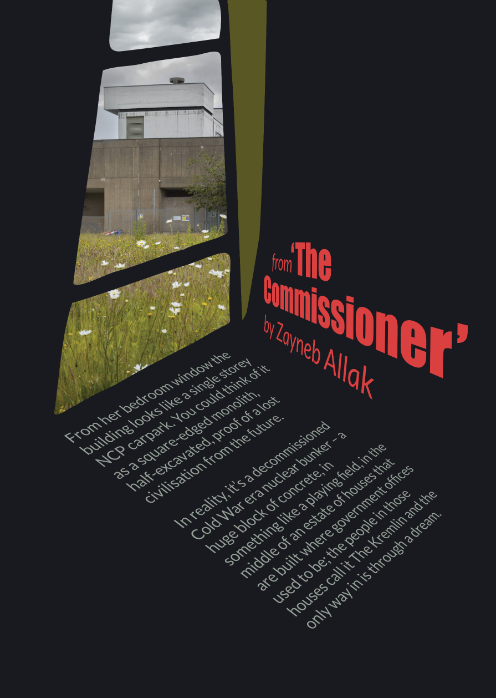 from ‘The
Commissioner’
by Zayneb Allak
From her bedroom window the
building looks like a single storey
NCP carpark. You could think of it
as a square-edged monolith,
half-excavated, proof of a lost
civilisation from the future.
In reality, it’s a decommissioned
Cold War era nuclear bunker – a
huge block of concrete, in
something like a playing field, in the
middle of an estate of houses that
are built where government offices
used to be; the people in those
houses call it The Kremlin and the
only way in is through a dream.